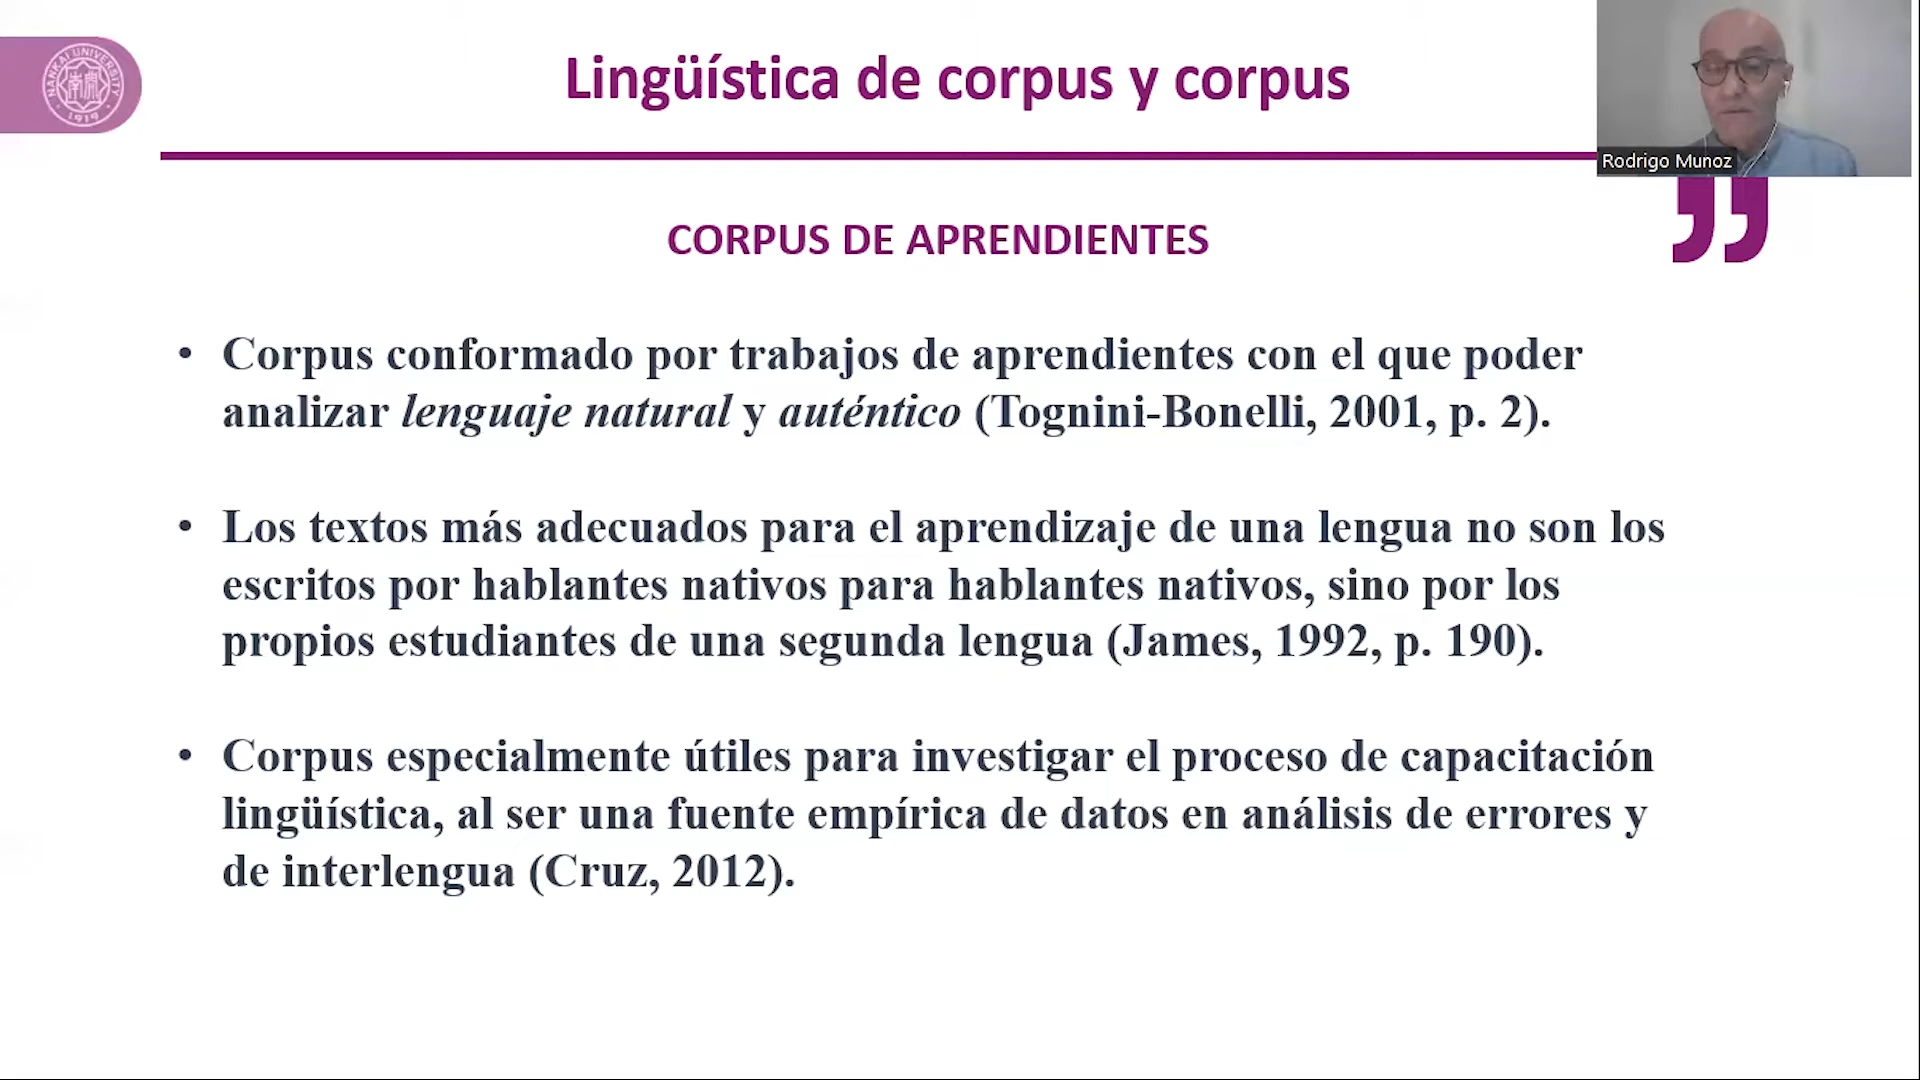 NANKAI UNIVERSITY
1919
Lingüística de corpus y corpus
Rodrigo Munoz
CORPUS DE APRENDIENTES
• Corpus conformado por trabajos de aprendientes con el que poder
analizar lenguaje natural y auténtico (Tognini-Bonelli, 2001, p. 2).
• Los textos más adecuados para el aprendizaje de una lengua no son los
escritos por hablantes nativos para hablantes nativos, sino por los
propios estudiantes de una segunda lengua (James, 1992, p. 190).
• Corpus especialmente útiles para investigar el proceso de capacitación
lingüística, al ser una fuente empírica de datos en análisis de errores y
de interlengua (Cruz, 2012).